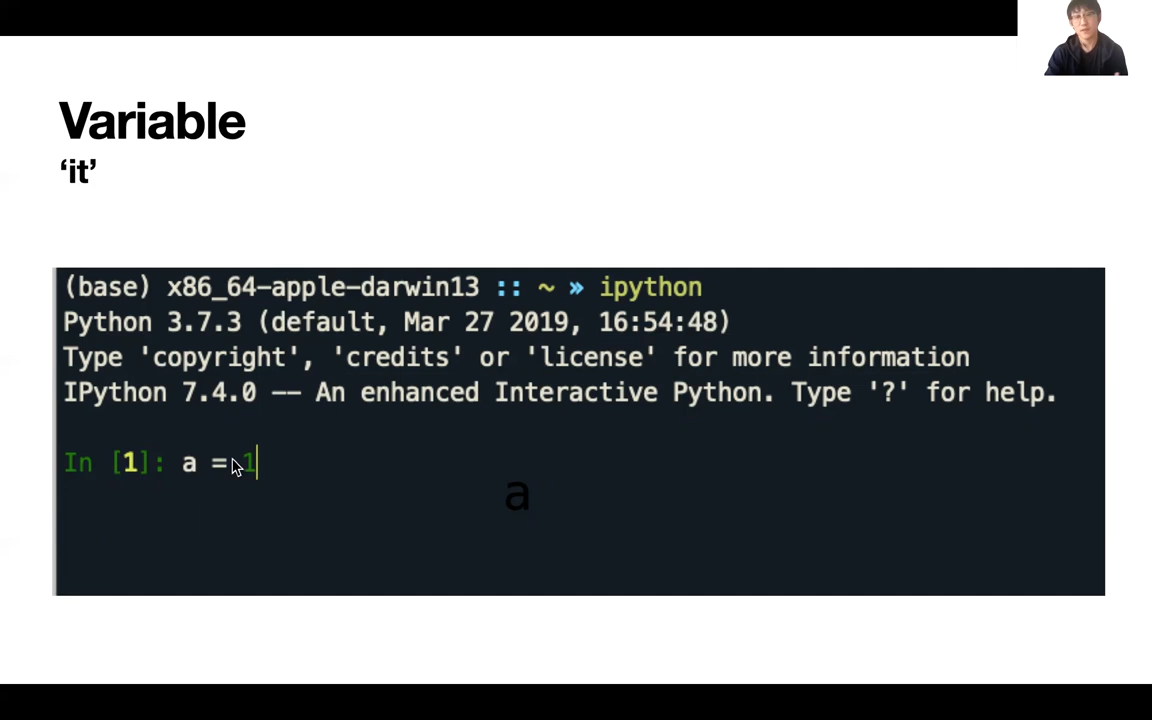 Variable
‘it’
(base) x86_64-apple-darwin13 :: ~ » ipython
Python 3.7.3 (default, Mar 27 2019, 16:54:48)
Type 'copyright', 'credits' or 'license' for more information
IPython 7.4.0 -- An enhanced Interactive Python. Type '?' for help.
In [1]: a = 1
a